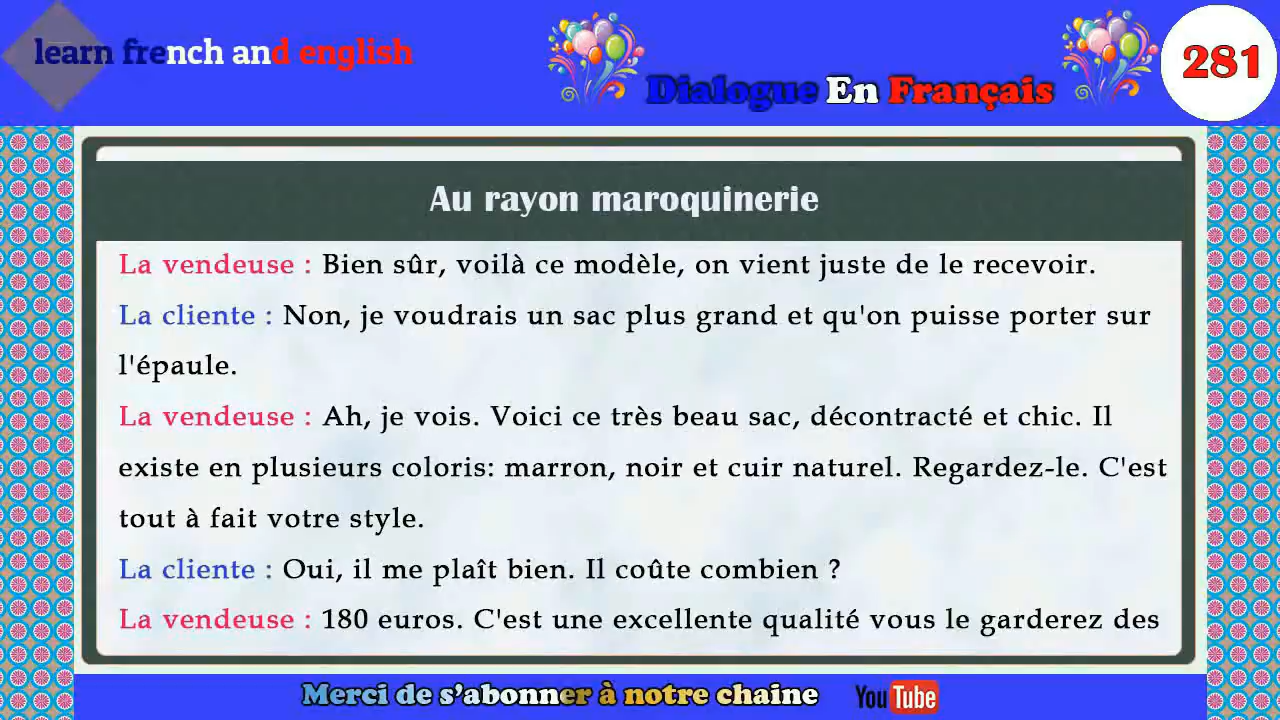 learn french and english
Dialogue En Français
281
Au rayon maroquinerie
La vendeuse : Bien sûr, voilà ce modèle, on vient juste de le recevoir.
La cliente : Non, je voudrais un sac plus grand et qu'on puisse porter sur
l'épaule.
La vendeuse : Ah, je vois. Voici ce très beau sac, décontracté et chic. Il
existe en plusieurs coloris: marron, noir et cuir naturel. Regardez-le. C'est
tout à fait votre style.
La cliente : Oui, il me plaît bien. Il coûte combien ?
La vendeuse : 180 euros. C'est une excellente qualité vous le garderez des
Merci de s'abonner à notre chaine
YouTube